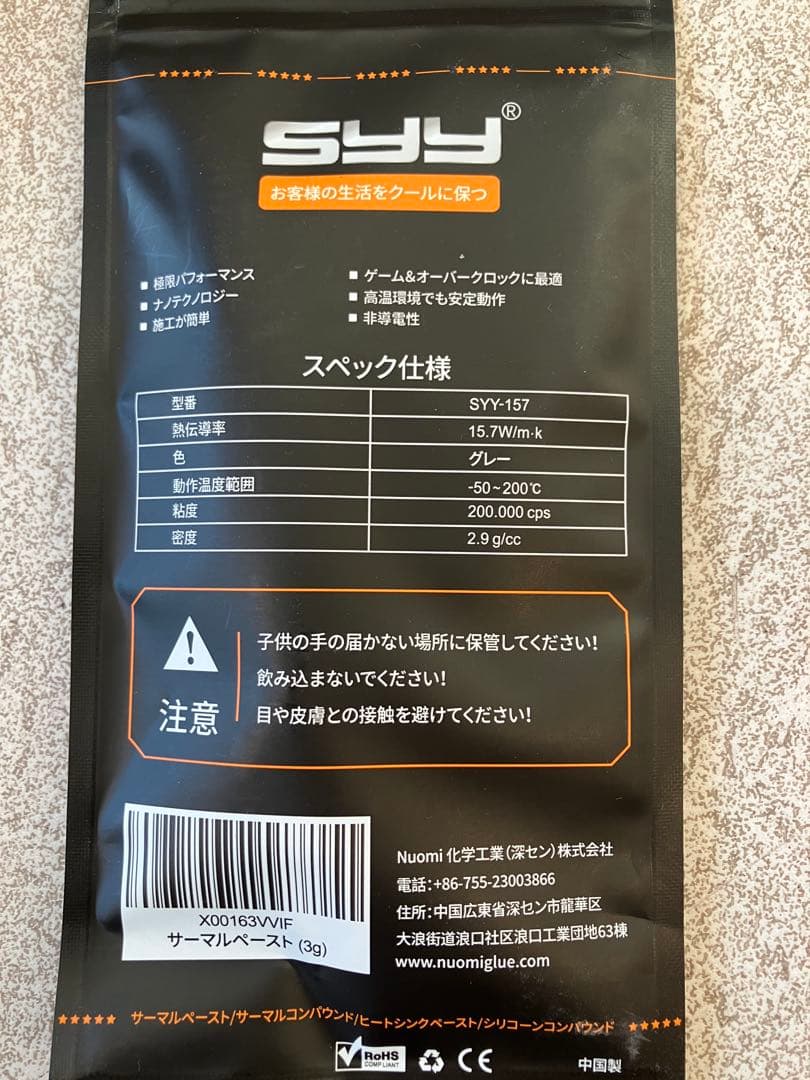 SYY®
お客様の生活をクールに保つ
■ 極限パフォーマンス
■ ナノテクノロジー
■ 施工が簡単
■ ゲーム&オーバークロックに最適
■ 高温環境でも安定動作
■ 非導電性
スペック仕様
型番 SYY-157
熱伝導率 15.7W/m·k
色 グレー
動作温度範囲 -50~200℃
粘度 200.000 cps
密度 2.9 g/cc
注意
子供の手の届かない場所に保管してください!
飲み込まないでください!
目や皮膚との接触を避けてください!
X00163VVIF
サーマルペースト (3g)
Nuomi 化学工業(深セン)株式会社
電話:+86-755-23003866
住所:中国広東省深セン市龍華区
大浪街道浪口社区浪口工業団地63棟
www.nuomiglue.com
サーマルペースト/サーマルコンパウンド/ヒートシンクペースト/シリコーンコンパウンド
RoHS
COMPLIANT
CE
中国製